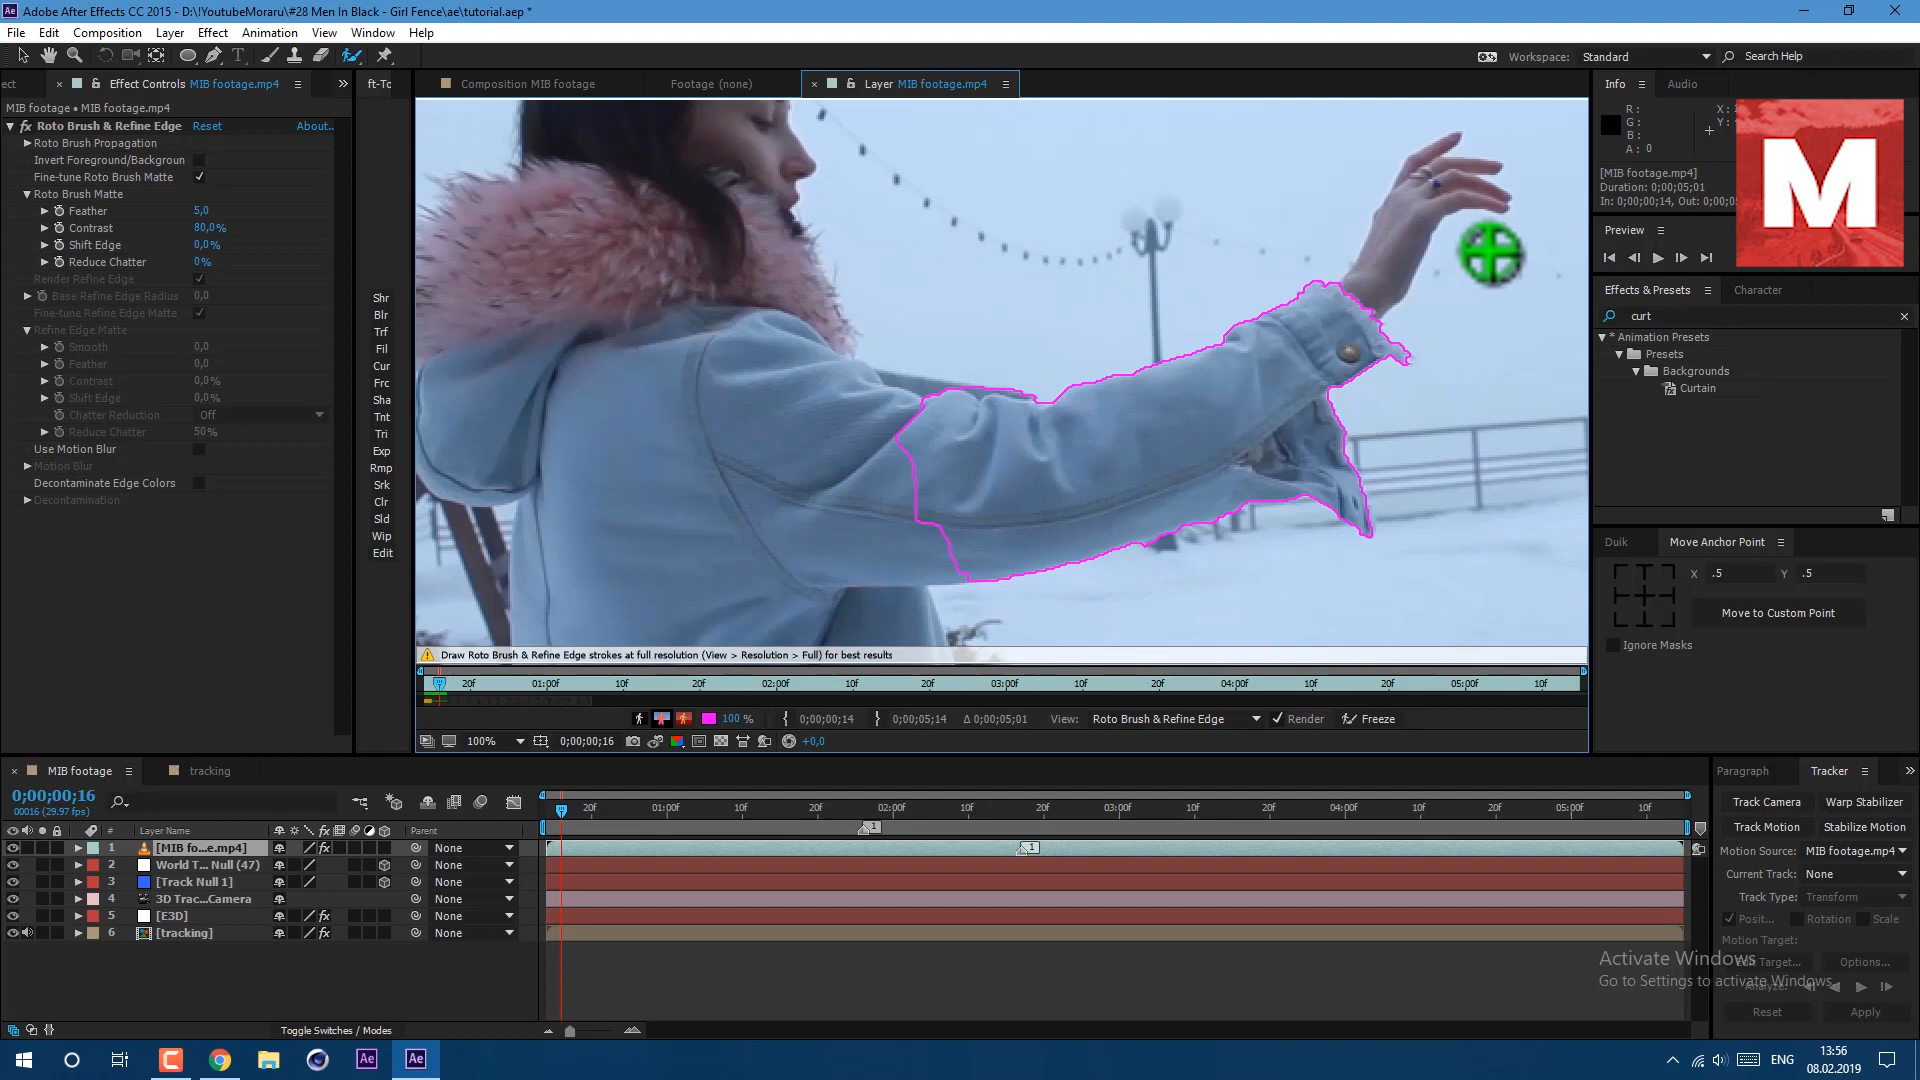 Adobe After Effects CC 2015 - D:\!YoutubeMoraru\#28 Men In Black - Girl Fence\ae\tutorial.aep *
File Edit Composition Layer Effect Animation View Window Help
Workspace: Standard Search Help
ect Effect Controls MIB footage.mp4 ft-To Composition MIB footage Footage (none) Layer MIB footage.mp4 Info Audio
MIB footage • MIB footage.mp4
fx Roto Brush & Refine Edge Reset About..
Roto Brush Propagation
Invert Foreground/Backgroun
Fine-tune Roto Brush Matte
Roto Brush Matte
Feather 5,0
Contrast 80,0%
Shift Edge 0,0%
Reduce Chatter 0%
Render Refine Edge
Base Refine Edge Radius 0,0
Fine-tune Refine Edge Matte
Refine Edge Matte
Smooth 0,0
Feather 0,0
Contrast 0,0%
Shift Edge 0,0%
Chatter Reduction Off
Reduce Chatter 50%
Use Motion Blur
Motion Blur
Decontaminate Edge Colors
Decontamination
Shr
Blr
Trf
Fil
Cur
Frc
Sha
Tnt
Tri
Exp
Rmp
Srk
Clr
Sld
Wip
Edit
R :
G :
B :
A : 0
X :
Y :
M
[MIB footage.mp4]
Duration: 0;00;05;01
In: 0;00;00;14, Out: 0;00;05
Preview
Effects & Presets Character
curt
* Animation Presets
Presets
Backgrounds
Curtain
Duik Move Anchor Point
X .5 Y .5
Move to Custom Point
Ignore Masks
Draw Roto Brush & Refine Edge strokes at full resolution (View > Resolution > Full) for best results
20f 01:00f 10f 20f 02:00f 10f 20f 03:00f 10f 20f 04:00f 10f 20f 05:00f 10f
100 % 0;00;00;14 0;00;05;14 Δ 0;00;05;01 View: Roto Brush & Refine Edge Render Freeze
100% 0;00;00;16 +0,0
MIB footage tracking
0;00;00;16
00016 (29.97 fps)
20f 01:00f 10f 20f 02:00f 10f 20f 03:00f 10f 20f 04:00f 10f 20f 05:00f 10f
# Layer Name fx Parent
1
1 [MIB fo...e.mp4] fx None 1
2 World T... Null (47) None
3 [Track Null 1] None
4 3D Trac...Camera None
5 [E3D] fx None
6 [tracking] fx None
Toggle Switches / Modes
Paragraph Tracker
Track Camera Warp Stabilizer
Track Motion Stabilize Motion
Motion Source: MIB footage.mp4
Current Track: None
Track Type: Transform
Posit... Rotation Scale
Motion Target:
Edit Target... Options...
Analyze:
Reset Apply
Activate Windows
Go to Settings to activate Windows.
Ae Ae
ENG 13:56
08.02.2019